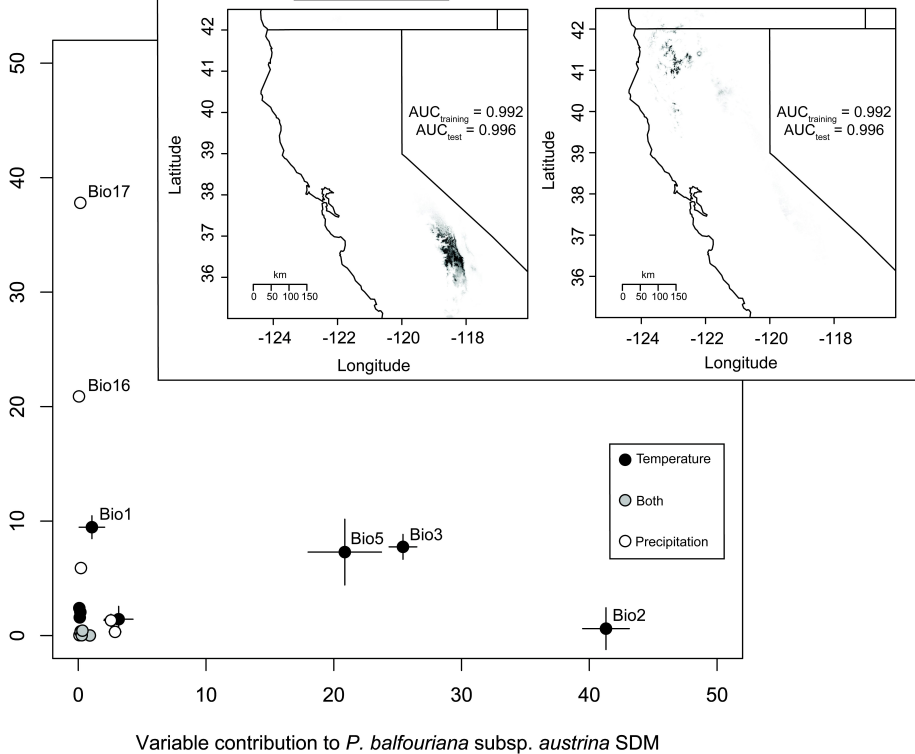 42
41
40
39
38
37
36
Latitude
AUCtraining = 0.992
AUCtest = 0.996
km
0 50 100 150
-124 -122 -120 -118
Longitude
42
41
40
39
38
37
36
Latitude
AUCtraining = 0.992
AUCtest = 0.996
km
0 50 100 150
-124 -122 -120 -118
Longitude
50
40
30
20
10
0
Bio17
Bio16
Bio1
Bio5
Bio3
Bio2
Temperature
Both
Precipitation
0 10 20 30 40 50
Variable contribution to P. balfouriana subsp. austrina SDM